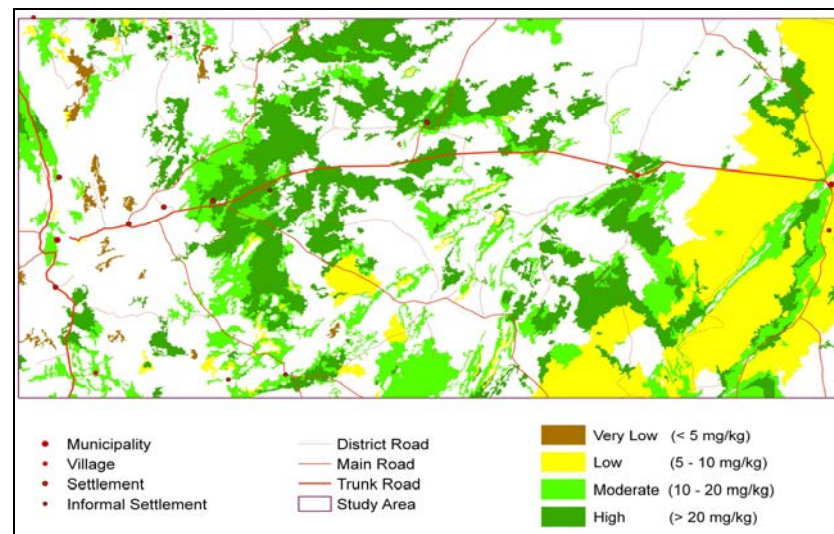 Municipality
Village
Settlement
Informal Settlement
District Road
Main Road
Trunk Road
Study Area
Very Low (< 5 mg/kg)
Low (5 - 10 mg/kg)
Moderate (10 - 20 mg/kg)
High (> 20 mg/kg)